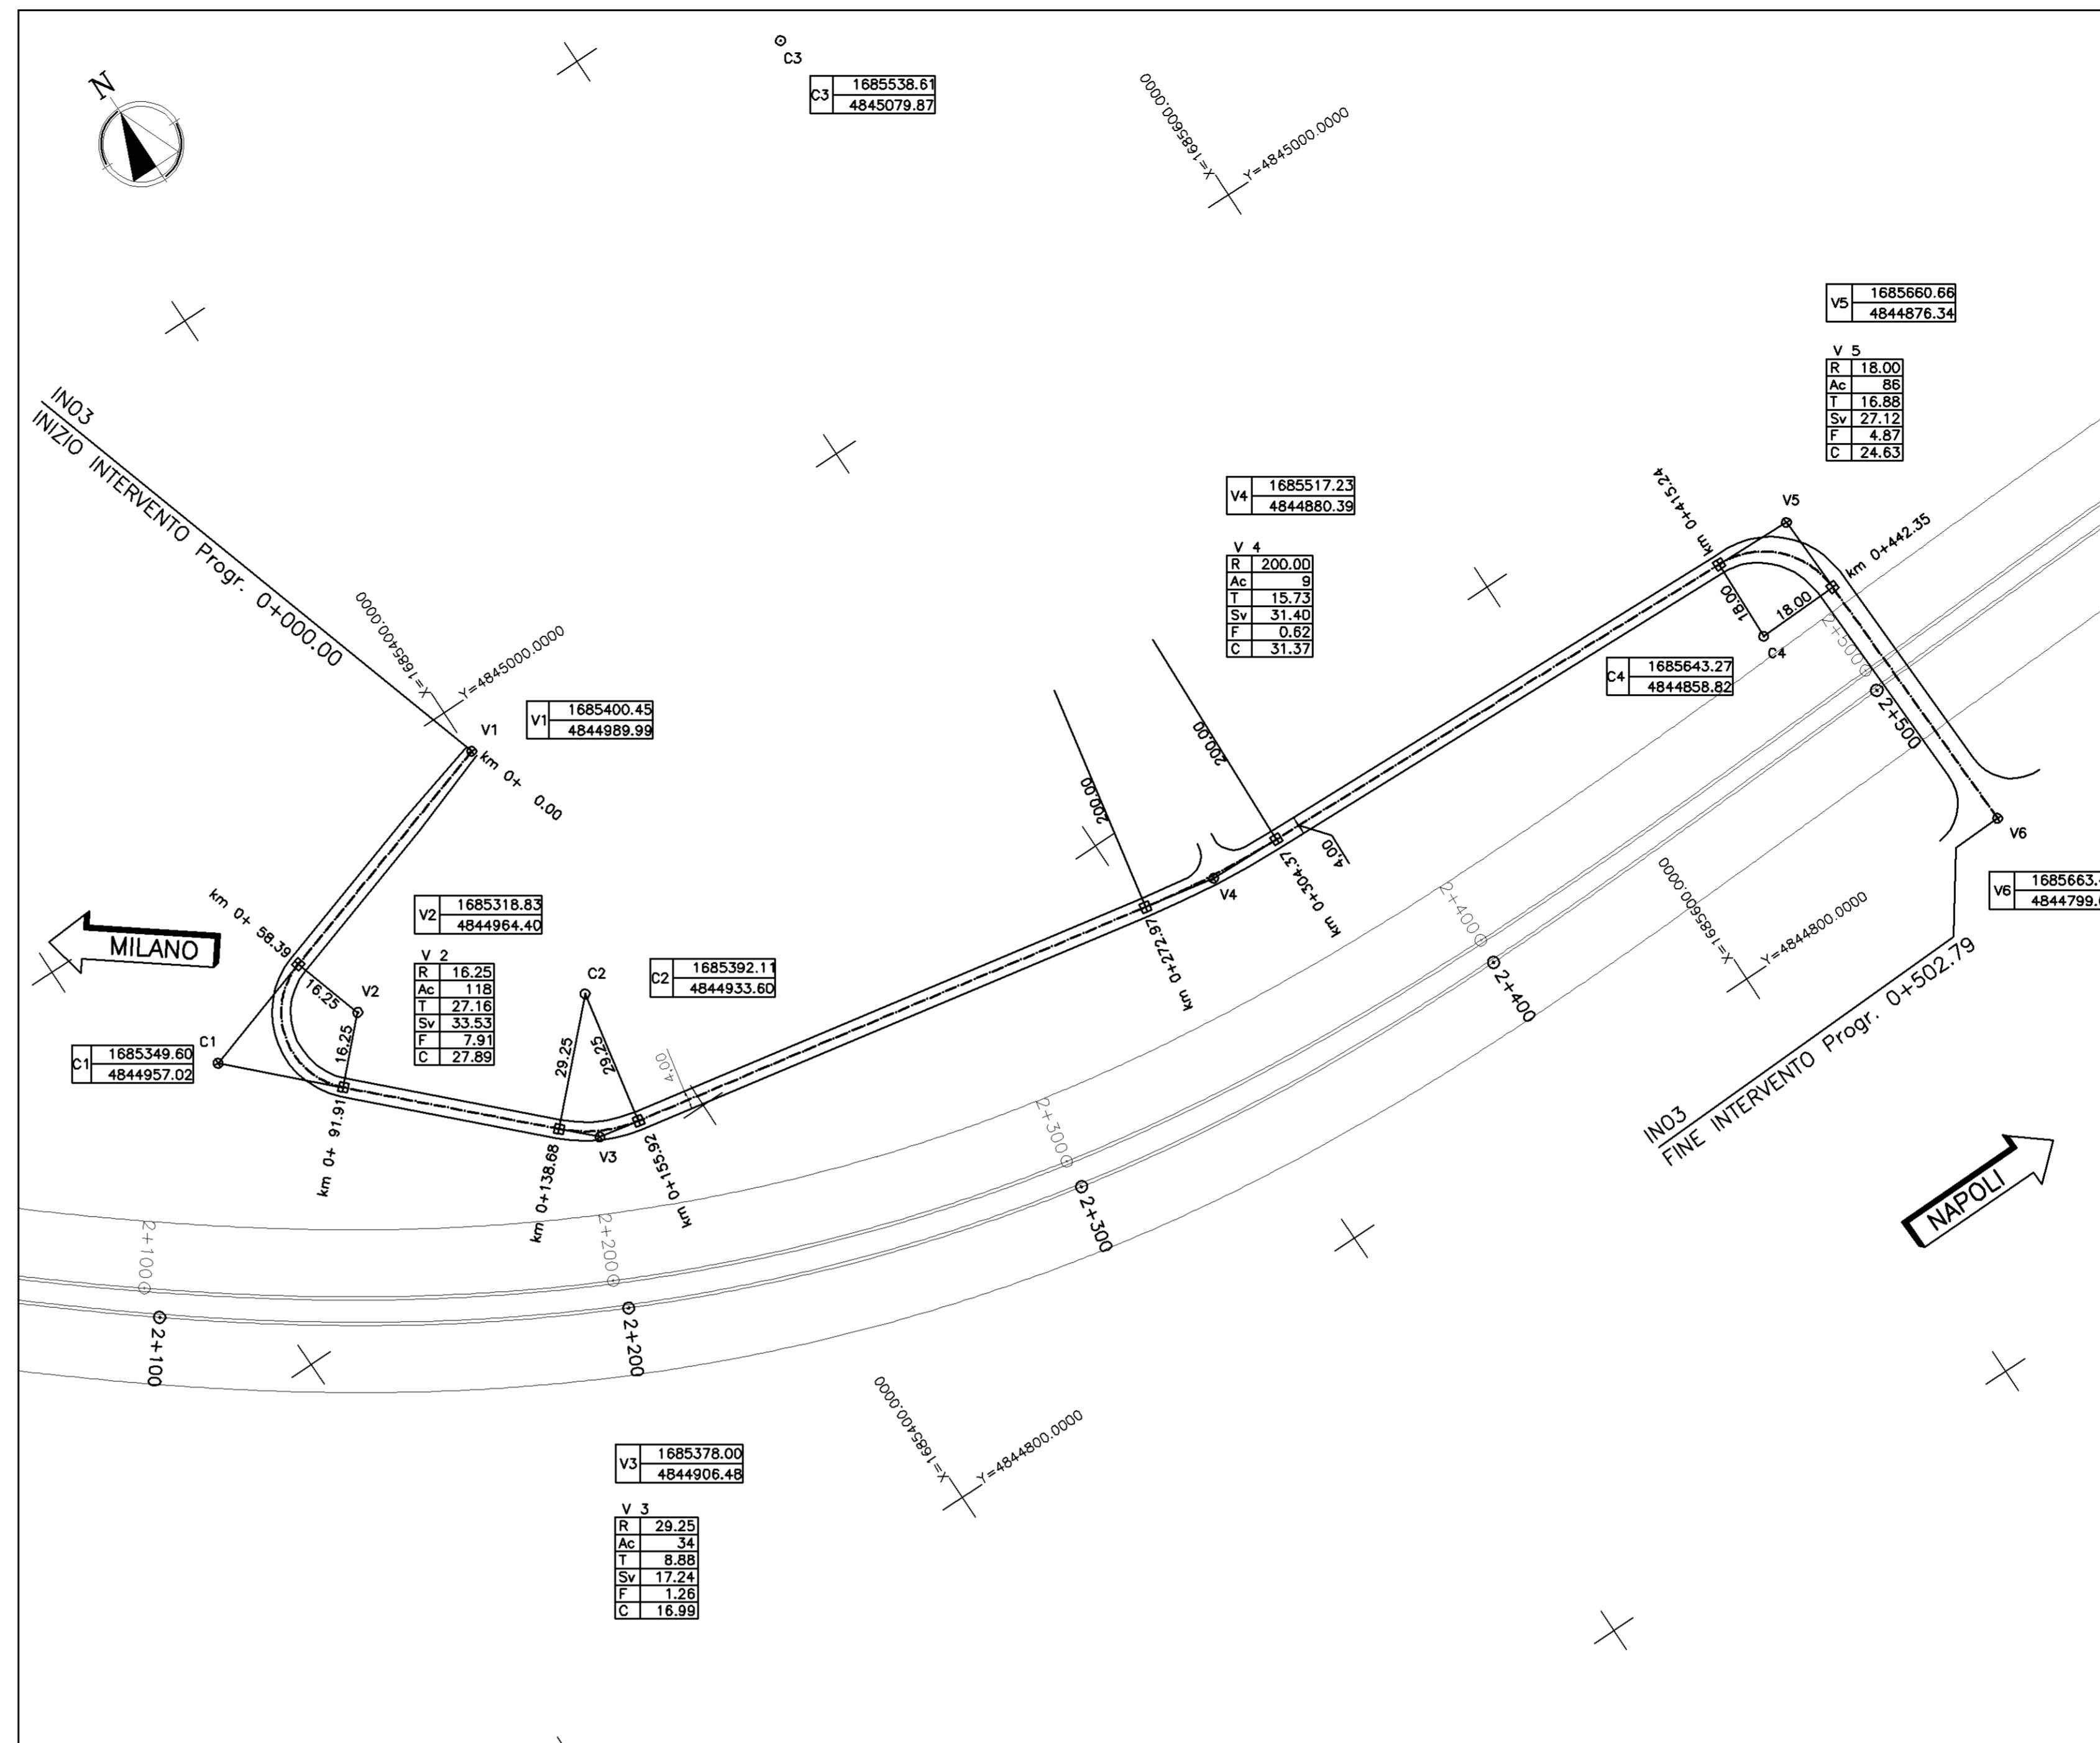 N
C3
C3 1685538.61
4845079.87
X=1685600.0000
Y=4845000.0000
V5 1685660.66
4844876.34
V 5
R 18.00
Ac 86
T 16.88
Sv 27.12
F 4.87
C 24.63
IN03
INIZIO INTERVENTO Progr. 0+000.00
X=1685400.0000
Y=4845000.0000
V4 1685517.23
4844880.39
V 4
R 200.00
Ac 9
T 15.73
Sv 31.40
F 0.62
C 31.37
km 0+415.24
V5
km 0+442.35
18.00
18.00
C4
C4 1685643.27
4844858.82
2+500
2+500
V1
V1 1685400.45
4844989.99
km 0+ 0.00
200.00
200.00
V4
4.00
km 0+304.37
km 0+272.97
V6
V6 1685663.
4844799.
km 0+ 58.39
MILANO
V2 1685318.83
4844964.40
V 2
R 16.25
Ac 118
T 27.16
Sv 33.53
F 7.91
C 27.89
16.25
V2
16.25
C1
C1 1685349.60
4844957.02
km 0+ 91.91
C2
C2 1685392.11
4844933.60
29.25
29.25
4.00
V3
km 0+138.68
km 0+155.92
2+400
2+400
X=1685600.0000
Y=4844800.0000
IN03
FINE INTERVENTO Progr. 0+502.79
NAPOLI
2+300
2+300
2+100
2+100
2+200
2+200
X=1685400.0000
Y=4844800.0000
V3 1685378.00
4844906.48
V 3
R 29.25
Ac 34
T 8.88
Sv 17.24
F 1.26
C 16.99